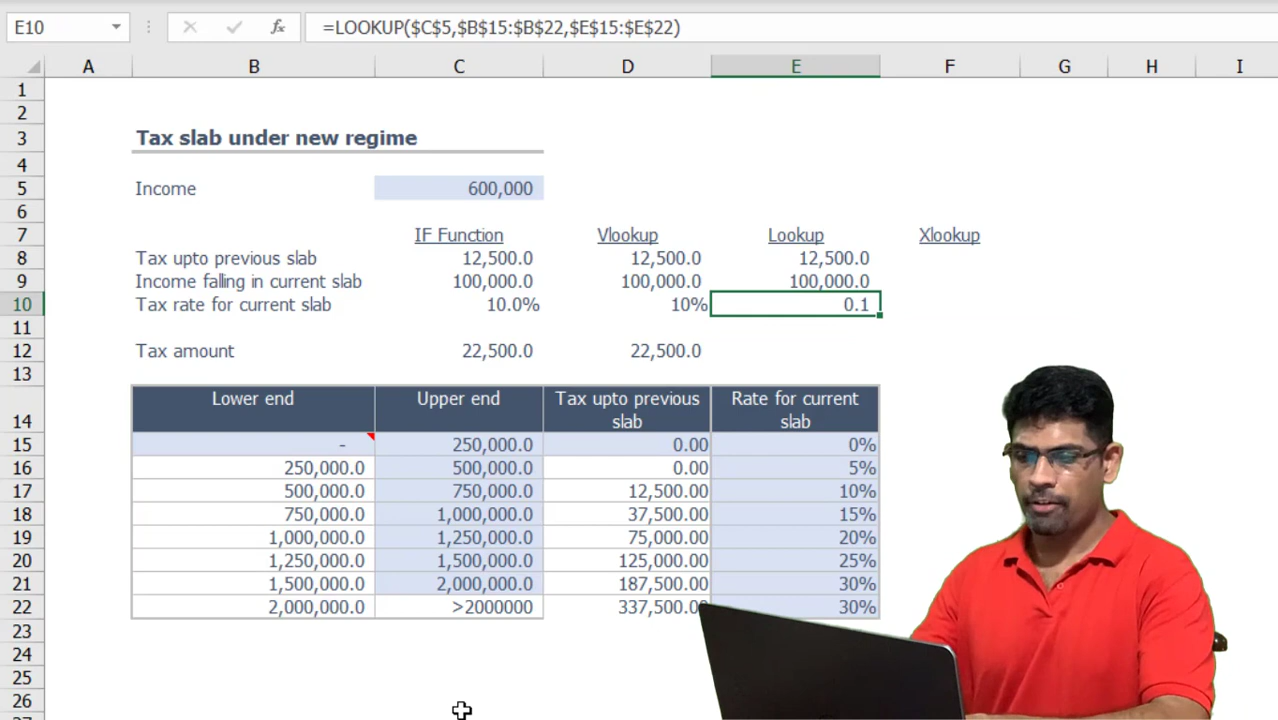 E10 fx =LOOKUP($C$5,$B$15:$B$22,$E$15:$E$22)
A B C D E F G H I
1
2
3 Tax slab under new regime
4
5 Income 600,000
6
7 IF Function Vlookup Lookup Xlookup
8 Tax upto previous slab 12,500.0 12,500.0 12,500.0
9 Income falling in current slab 100,000.0 100,000.0 100,000.0
10 Tax rate for current slab 10.0% 10% 0.1
11
12 Tax amount 22,500.0 22,500.0
13
Lower end Upper end Tax upto previous Rate for current
14 slab slab
15 - 250,000.0 0.00 0%
16 250,000.0 500,000.0 0.00 5%
17 500,000.0 750,000.0 12,500.00 10%
18 750,000.0 1,000,000.0 37,500.00 15%
19 1,000,000.0 1,250,000.0 75,000.00 20%
20 1,250,000.0 1,500,000.0 125,000.00 25%
21 1,500,000.0 2,000,000.0 187,500.00 30%
22 2,000,000.0 >2000000 337,500.00 30%
23
24
25
26
27